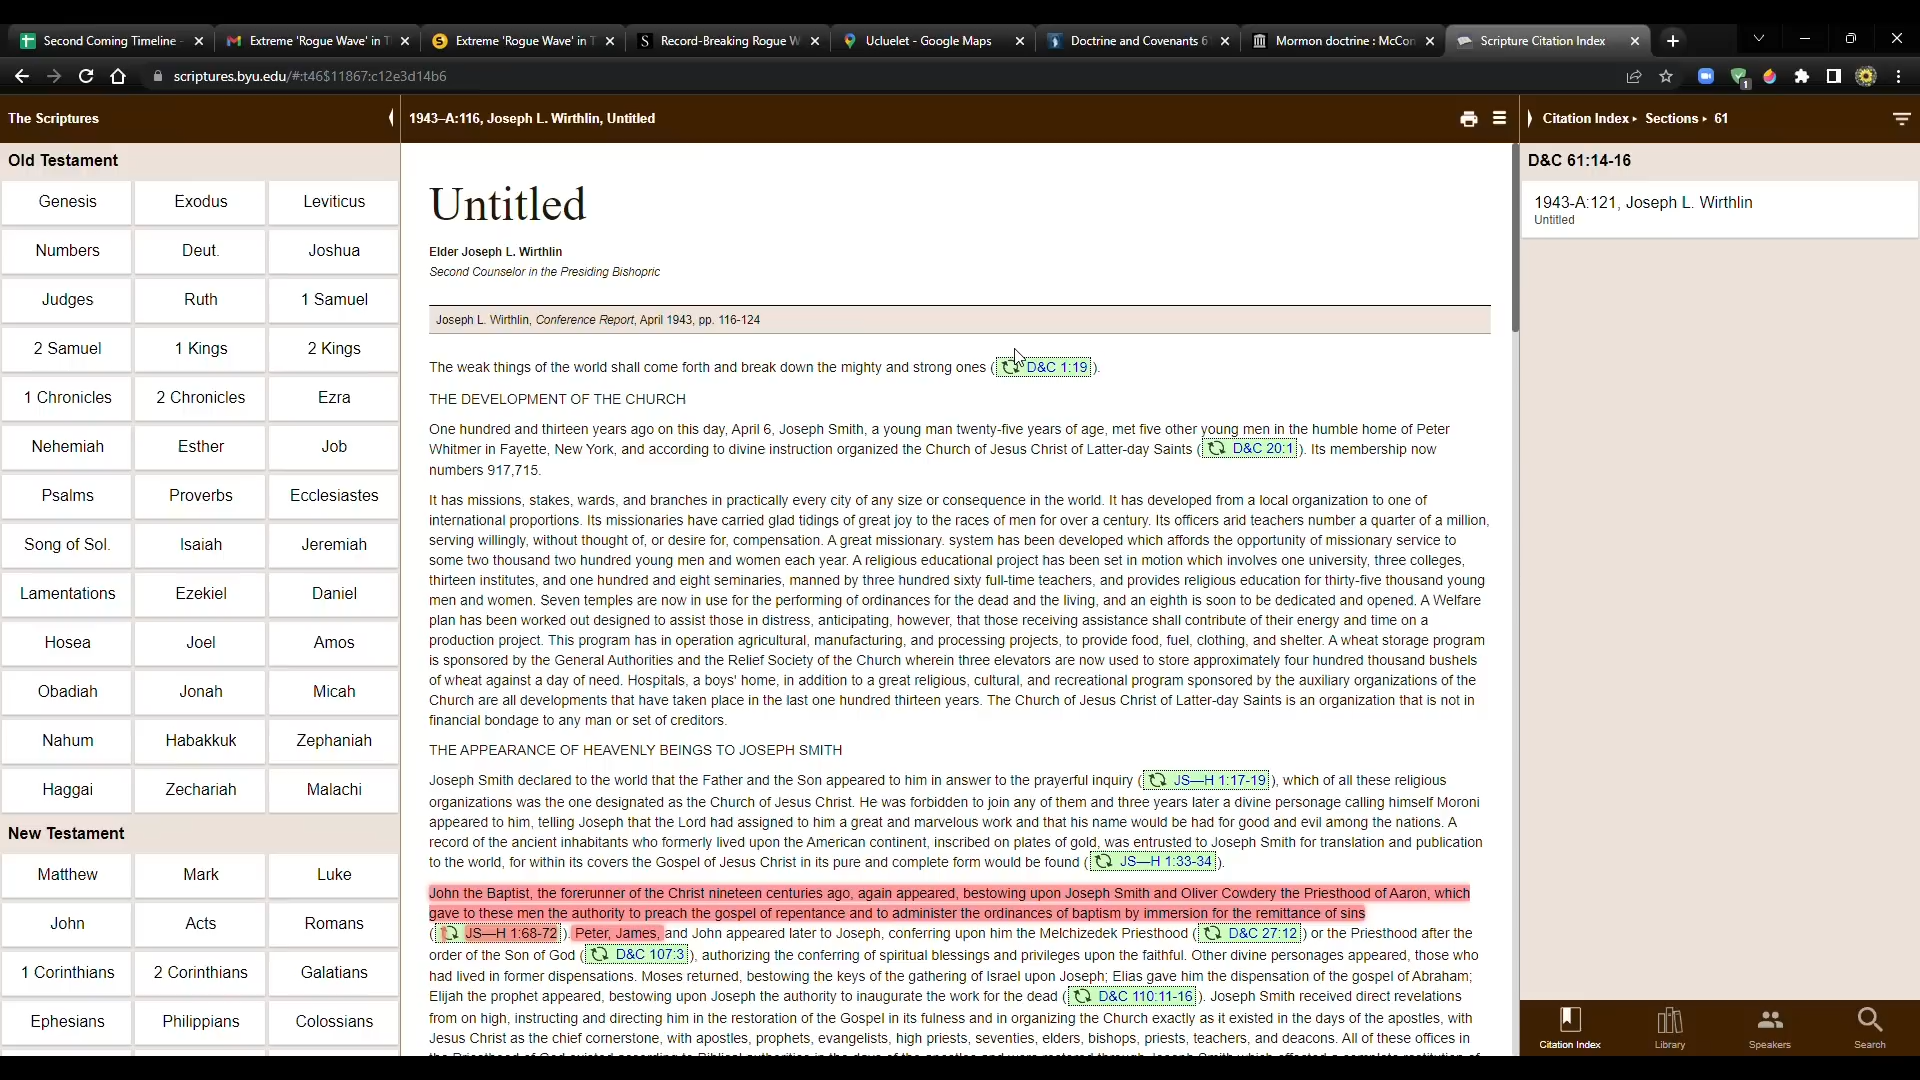 Second Coming Timeline -
Extreme 'Rogue Wave' in T
Extreme 'Rogue Wave' in T
Record-Breaking Rogue W
Ucluelet - Google Maps
Doctrine and Covenants 6
Mormon doctrine : McCon
Scripture Citation Index
scriptures.byu.edu/#:t46$11867:c12e3d14b6
1
The Scriptures
1943–A:116, Joseph L. Wirthlin, Untitled
Citation Index Sections 61
Old Testament
Genesis Exodus Leviticus
Numbers Deut. Joshua
Judges Ruth 1 Samuel
2 Samuel 1 Kings 2 Kings
1 Chronicles 2 Chronicles Ezra
Nehemiah Esther Job
Psalms Proverbs Ecclesiastes
Song of Sol. Isaiah Jeremiah
Lamentations Ezekiel Daniel
Hosea Joel Amos
Obadiah Jonah Micah
Nahum Habakkuk Zephaniah
Haggai Zechariah Malachi
New Testament
Matthew Mark Luke
John Acts Romans
1 Corinthians 2 Corinthians Galatians
Ephesians Philippians Colossians
Untitled
Elder Joseph L. Wirthlin
Second Counselor in the Presiding Bishopric
Joseph L. Wirthlin, Conference Report, April 1943, pp. 116-124
The weak things of the world shall come forth and break down the mighty and strong ones ( D&C 1:19 ).
THE DEVELOPMENT OF THE CHURCH
One hundred and thirteen years ago on this day, April 6, Joseph Smith, a young man twenty-five years of age, met five other young men in the humble home of Peter
Whitmer in Fayette, New York, and according to divine instruction organized the Church of Jesus Christ of Latter-day Saints ( D&C 20:1 ). Its membership now
numbers 917,715.
It has missions, stakes, wards, and branches in practically every city of any size or consequence in the world. It has developed from a local organization to one of
international proportions. Its missionaries have carried glad tidings of great joy to the races of men for over a century. Its officers arid teachers number a quarter of a million,
serving willingly, without thought of, or desire for, compensation. A great missionary. system has been developed which affords the opportunity of missionary service to
some two thousand two hundred young men and women each year. A religious educational project has been set in motion which involves one university, three colleges,
thirteen institutes, and one hundred and eight seminaries, manned by three hundred sixty full-time teachers, and provides religious education for thirty-five thousand young
men and women. Seven temples are now in use for the performing of ordinances for the dead and the living, and an eighth is soon to be dedicated and opened. A Welfare
plan has been worked out designed to assist those in distress, anticipating, however, that those receiving assistance shall contribute of their energy and time on a
production project. This program has in operation agricultural, manufacturing, and processing projects, to provide food, fuel, clothing, and shelter. A wheat storage program
is sponsored by the General Authorities and the Relief Society of the Church wherein three elevators are now used to store approximately four hundred thousand bushels
of wheat against a day of need. Hospitals, a boys' home, in addition to a great religious, cultural, and recreational program sponsored by the auxiliary organizations of the
Church are all developments that have taken place in the last one hundred thirteen years. The Church of Jesus Christ of Latter-day Saints is an organization that is not in
financial bondage to any man or set of creditors.
THE APPEARANCE OF HEAVENLY BEINGS TO JOSEPH SMITH
Joseph Smith declared to the world that the Father and the Son appeared to him in answer to the prayerful inquiry ( JS—H 1:17-19 ), which of all these religious
organizations was the one designated as the Church of Jesus Christ. He was forbidden to join any of them and three years later a divine personage calling himself Moroni
appeared to him, telling Joseph that the Lord had assigned to him a great and marvelous work and that his name would be had for good and evil among the nations. A
record of the ancient inhabitants who formerly lived upon the American continent, inscribed on plates of gold, was entrusted to Joseph Smith for translation and publication
to the world, for within its covers the Gospel of Jesus Christ in its pure and complete form would be found ( JS—H 1:33-34 ).
John the Baptist, the forerunner of the Christ nineteen centuries ago, again appeared, bestowing upon Joseph Smith and Oliver Cowdery the Priesthood of Aaron, which
gave to these men the authority to preach the gospel of repentance and to administer the ordinances of baptism by immersion for the remittance of sins
( JS—H 1:68-72 ). Peter, James, and John appeared later to Joseph, conferring upon him the Melchizedek Priesthood ( D&C 27:12 ) or the Priesthood after the
order of the Son of God ( D&C 107:3 ), authorizing the conferring of spiritual blessings and privileges upon the faithful. Other divine personages appeared, those who
had lived in former dispensations. Moses returned, bestowing the keys of the gathering of Israel upon Joseph; Elias gave him the dispensation of the gospel of Abraham;
Elijah the prophet appeared, bestowing upon Joseph the authority to inaugurate the work for the dead ( D&C 110:11-16 ). Joseph Smith received direct revelations
from on high, instructing and directing him in the restoration of the Gospel in its fulness and in organizing the Church exactly as it existed in the days of the apostles, with
Jesus Christ as the chief cornerstone, with apostles, prophets, evangelists, high priests, seventies, elders, bishops, priests, teachers, and deacons. All of these offices in
D&C 61:14-16
1943-A:121, Joseph L. Wirthlin
Untitled
Citation Index Library Speakers Search